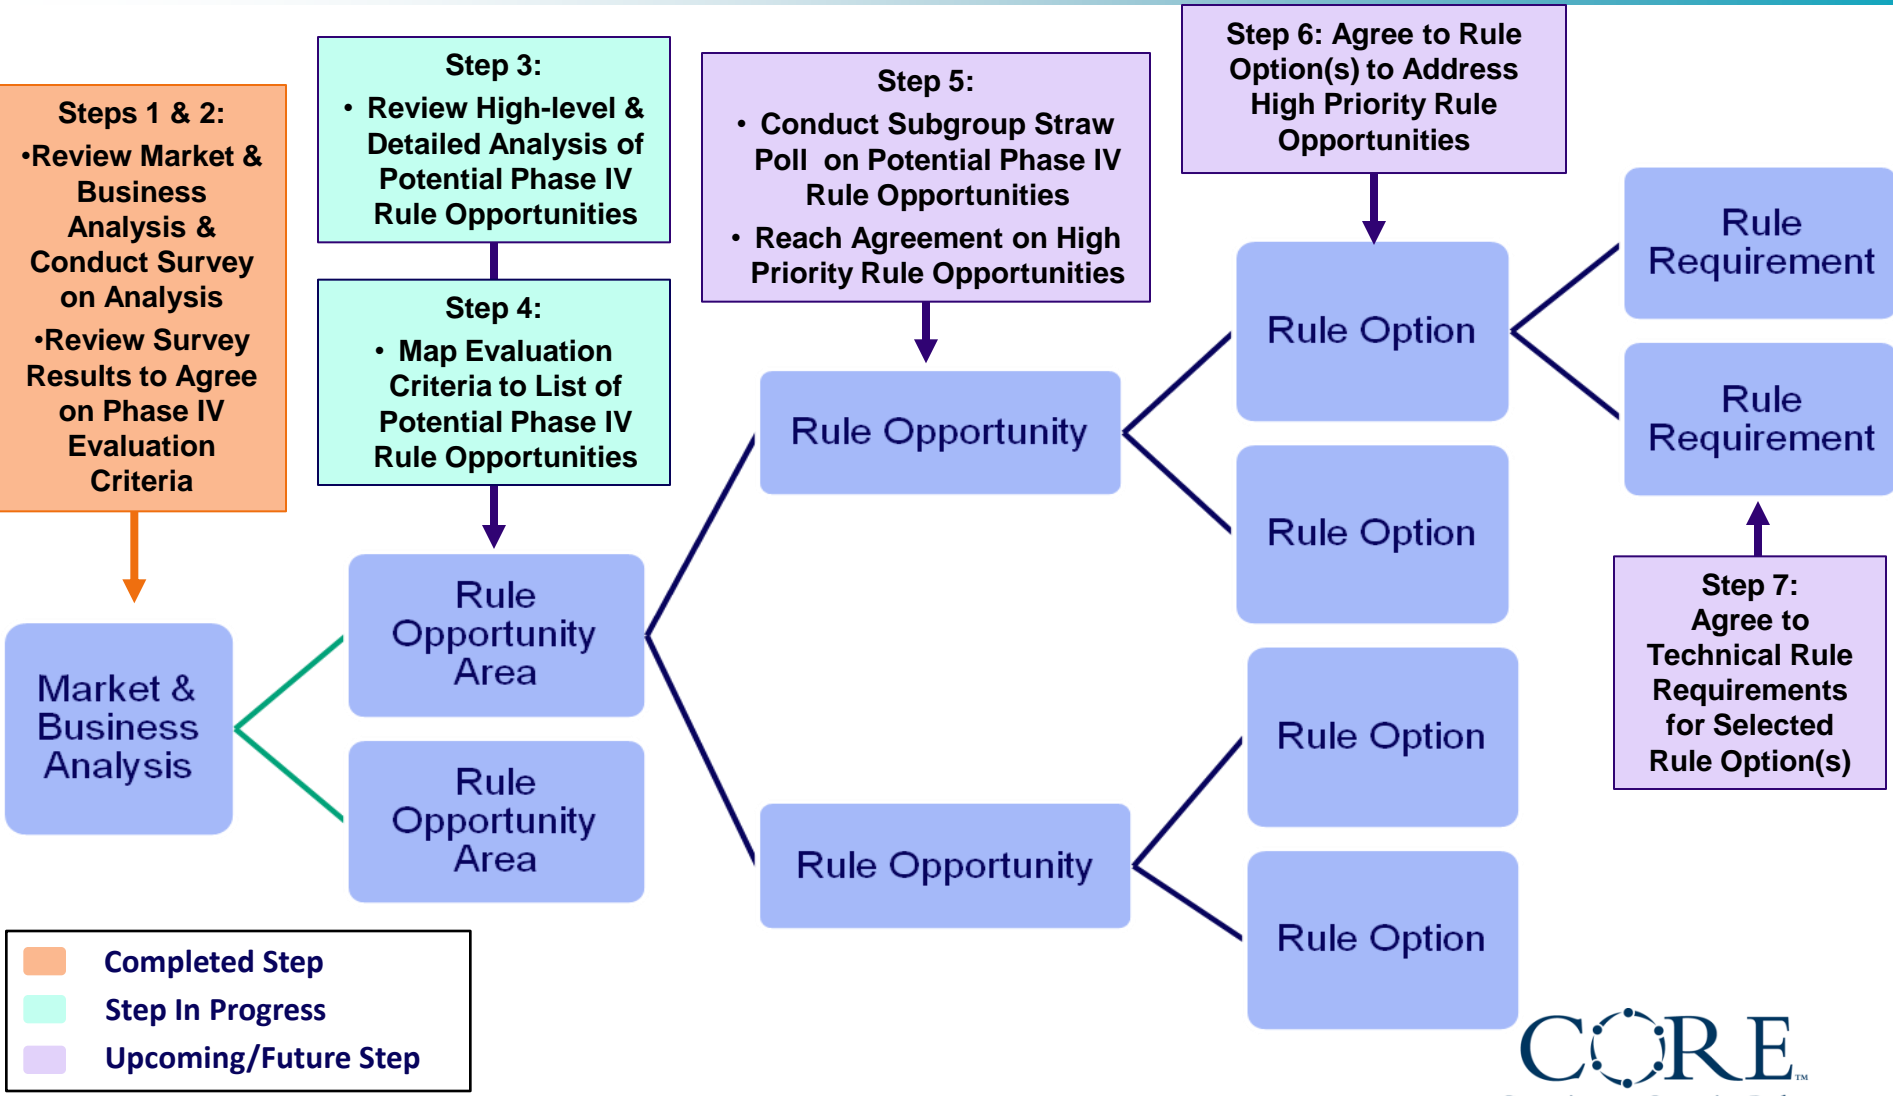 Steps 1 & 2:
•Review Market &
Business
Analysis &
Conduct Survey
on Analysis
•Review Survey
Results to Agree
on Phase IV
Evaluation
Criteria
Step 3:
• Review High-level &
Detailed Analysis of
Potential Phase IV
Rule Opportunities
Step 4:
• Map Evaluation
Criteria to List of
Potential Phase IV
Rule Opportunities
Step 5:
• Conduct Subgroup Straw
Poll on Potential Phase IV
Rule Opportunities
• Reach Agreement on High
Priority Rule Opportunities
Step 6: Agree to Rule
Option(s) to Address
High Priority Rule
Opportunities
Step 7:
Agree to
Technical Rule
Requirements
for Selected
Rule Option(s)
Market &
Business
Analysis
Rule
Opportunity
Area
Rule
Opportunity
Area
Rule Opportunity
Rule Opportunity
Rule Option
Rule Option
Rule Option
Rule Option
Rule
Requirement
Rule
Requirement
Completed Step
Step In Progress
Upcoming/Future Step
CORE™